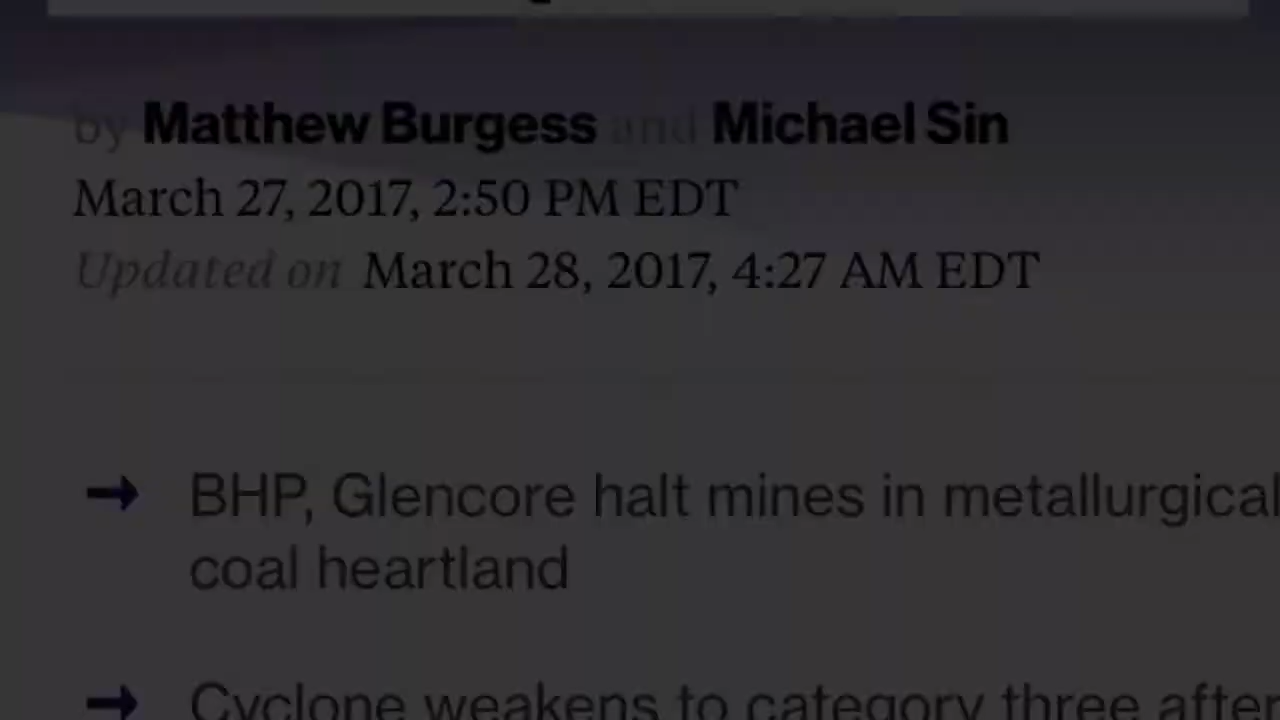 by Matthew Burgess and Michael Sin
March 27, 2017, 2:50 PM EDT
Updated on March 28, 2017, 4:27 AM EDT
BHP, Glencore halt mines in metallurgical
coal heartland
Cyclone weakens to category three after